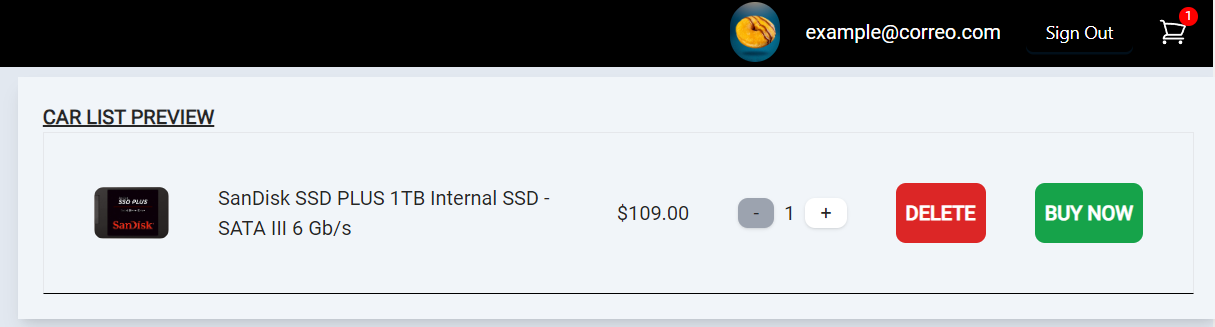 example@correo.com
Sign Out
1
CAR LIST PREVIEW
SSD PLUS
SanDisk
SanDisk SSD PLUS 1TB Internal SSD -
SATA III 6 Gb/s
$109.00
- 1 +
DELETE
BUY NOW